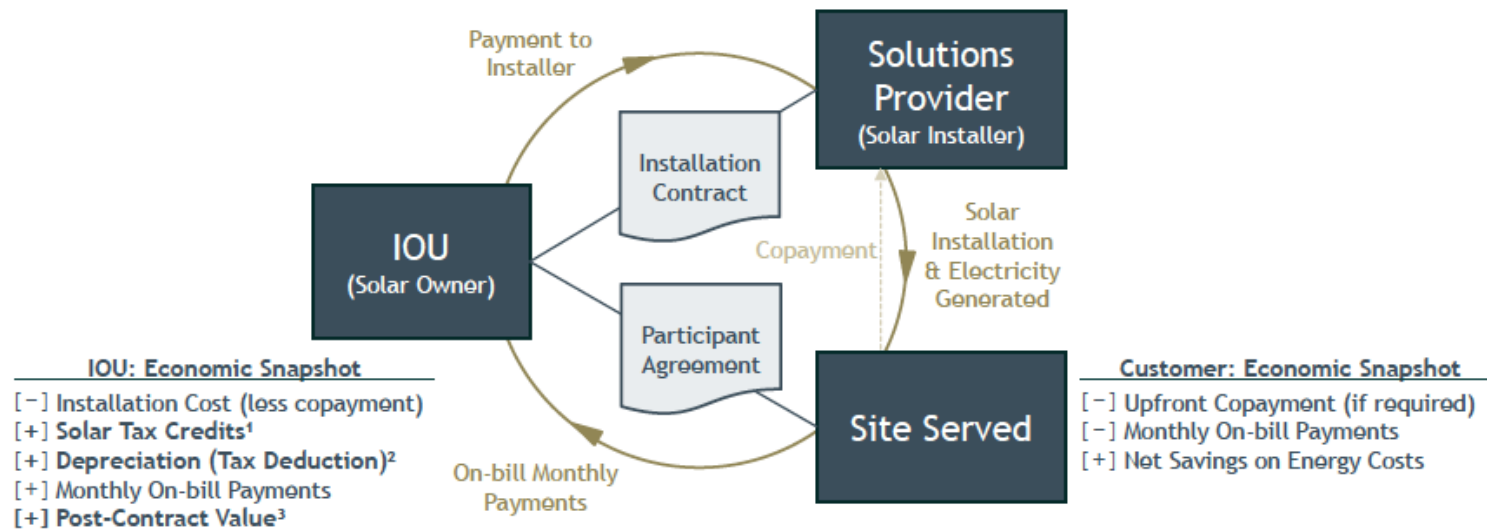 Payment to
Installer
Solutions
Provider
(Solar Installer)
Installation
Contract
IOU
(Solar Owner)
Copayment
Solar
Installation
& Electricity
Generated
Participant
Agreement
Site Served
On-bill Monthly
Payments
IOU: Economic Snapshot
[-] Installation Cost (less copayment)
[+] Solar Tax Credits¹
[+] Depreciation (Tax Deduction)²
[+] Monthly On-bill Payments
[+] Post-Contract Value³
Customer: Economic Snapshot
[-] Upfront Copayment (if required)
[-] Monthly On-bill Payments
[+] Net Savings on Energy Costs